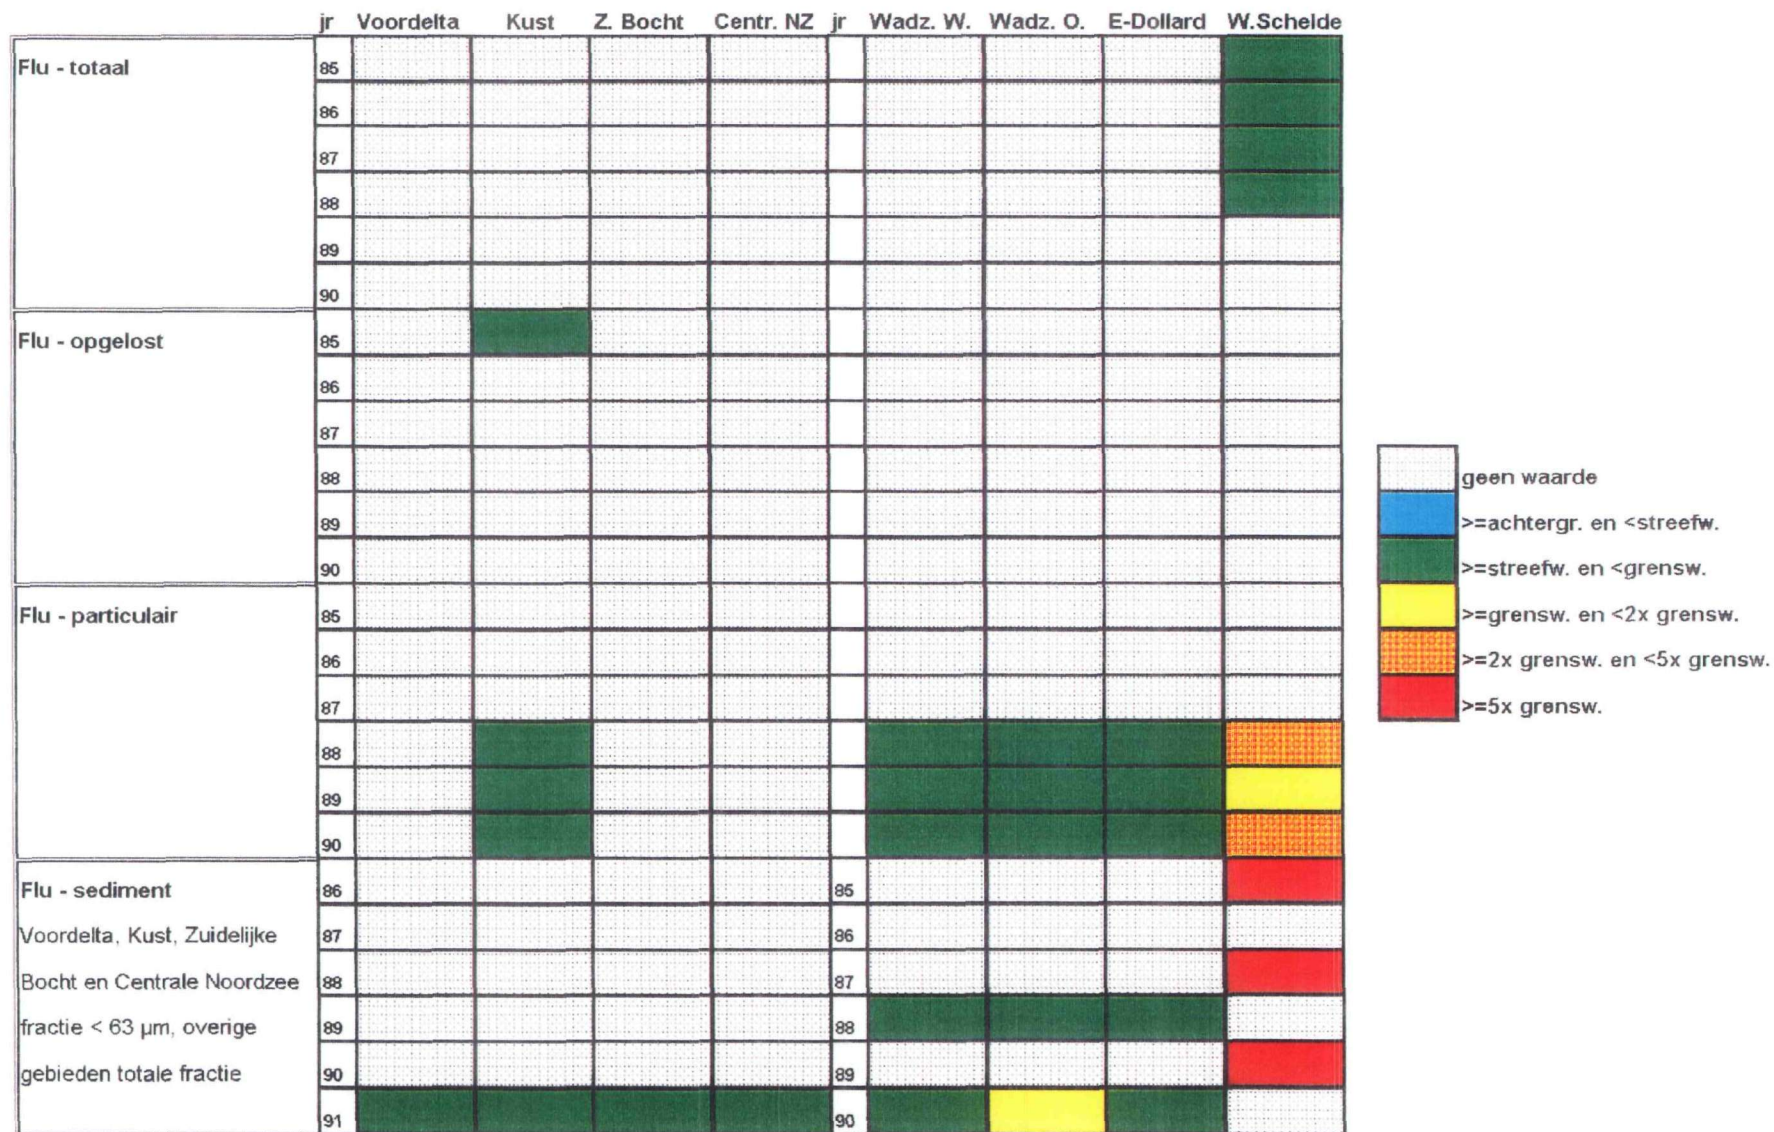 jr Voordelta Kust Z. Bocht Centr. NZ jr Wadz. W. Wadz. O. E-Dollard W.Schelde
Flu - totaal
85
86
87
88
89
90
Flu - opgelost
85
86
87
88
89
90
Flu - particulair
85
86
87
88
89
90
Flu - sediment 86 85
Voordelta, Kust, Zuidelijke 87 86
Bocht en Centrale Noordzee 88 87
fractie < 63 µm, overige 89 88
gebieden totale fractie 90 89
91 90
geen waarde
>=achtergr. en <streefw.
>=streefw. en <grensw.
>=grensw. en <2x grensw.
>=2x grensw. en <5x grensw.
>=5x grensw.